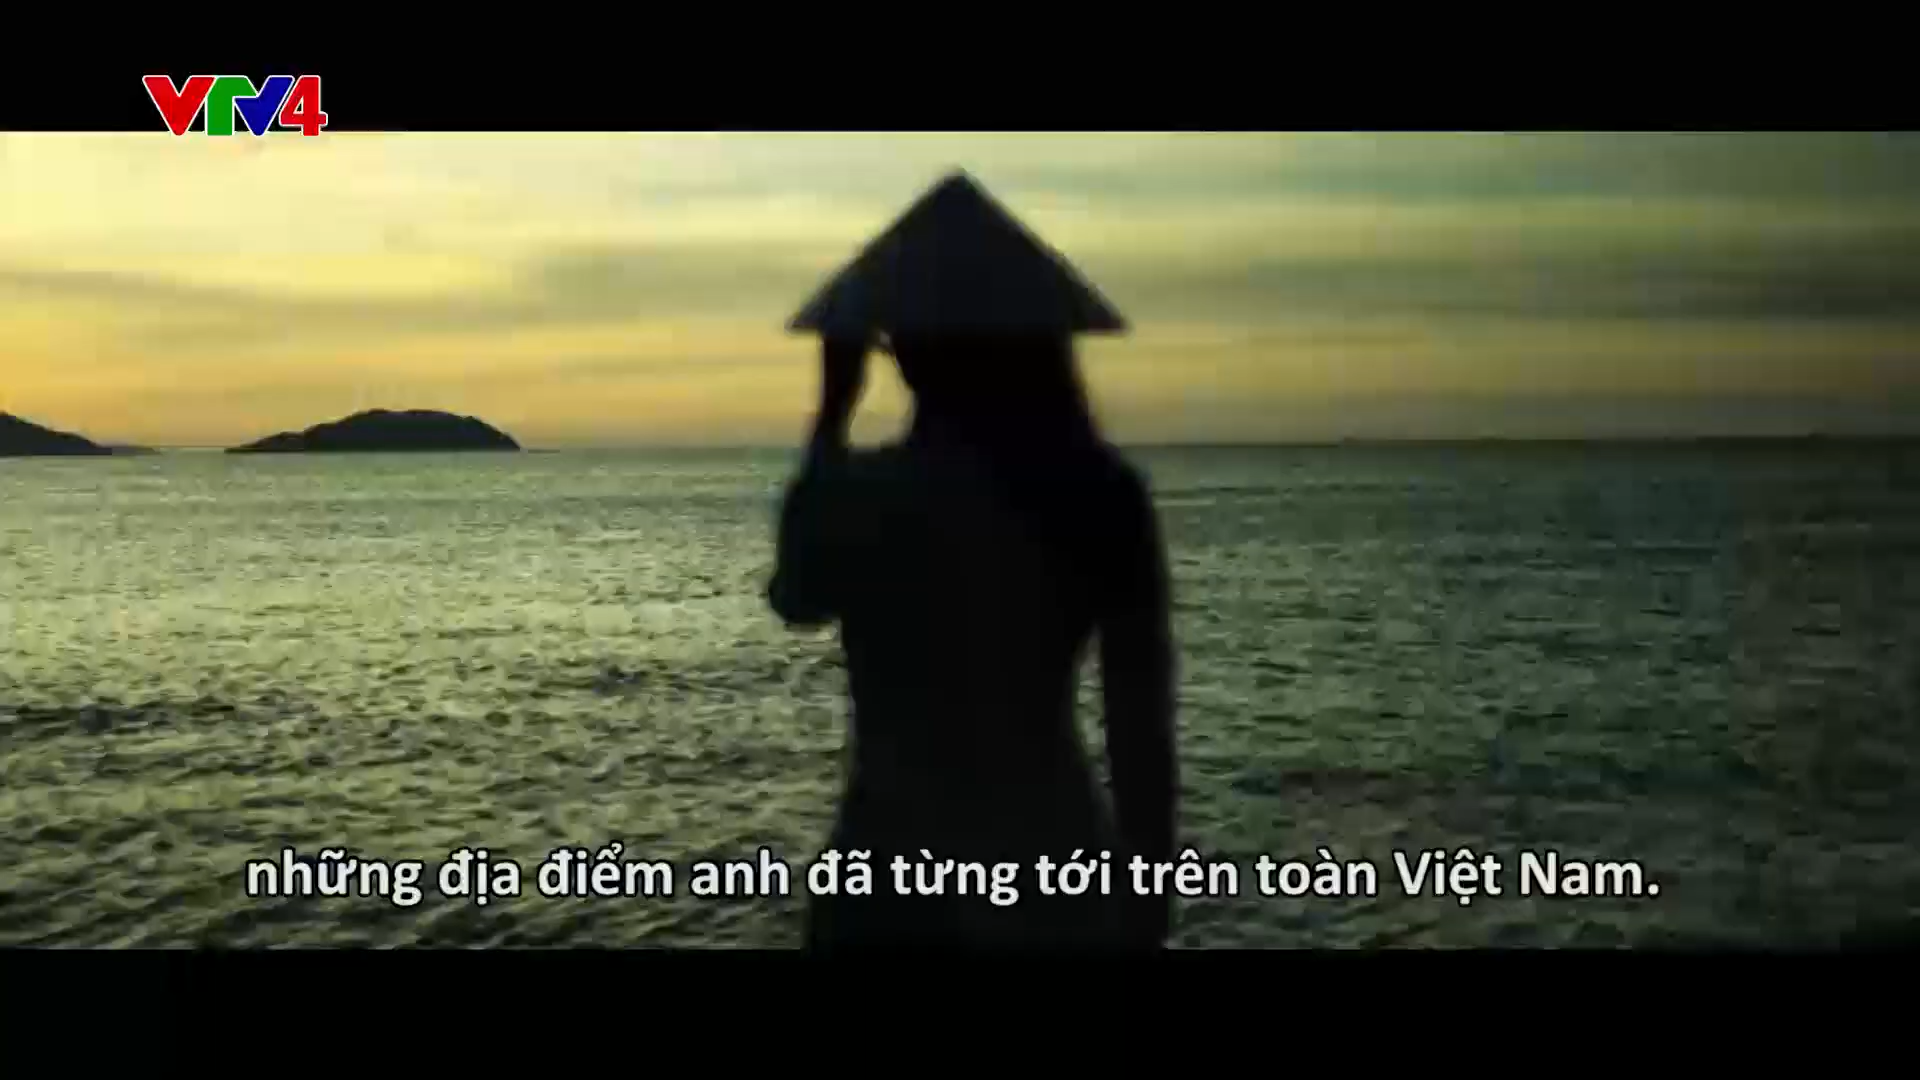 VTV4
những địa điểm anh đã từng tới trên toàn Việt Nam.